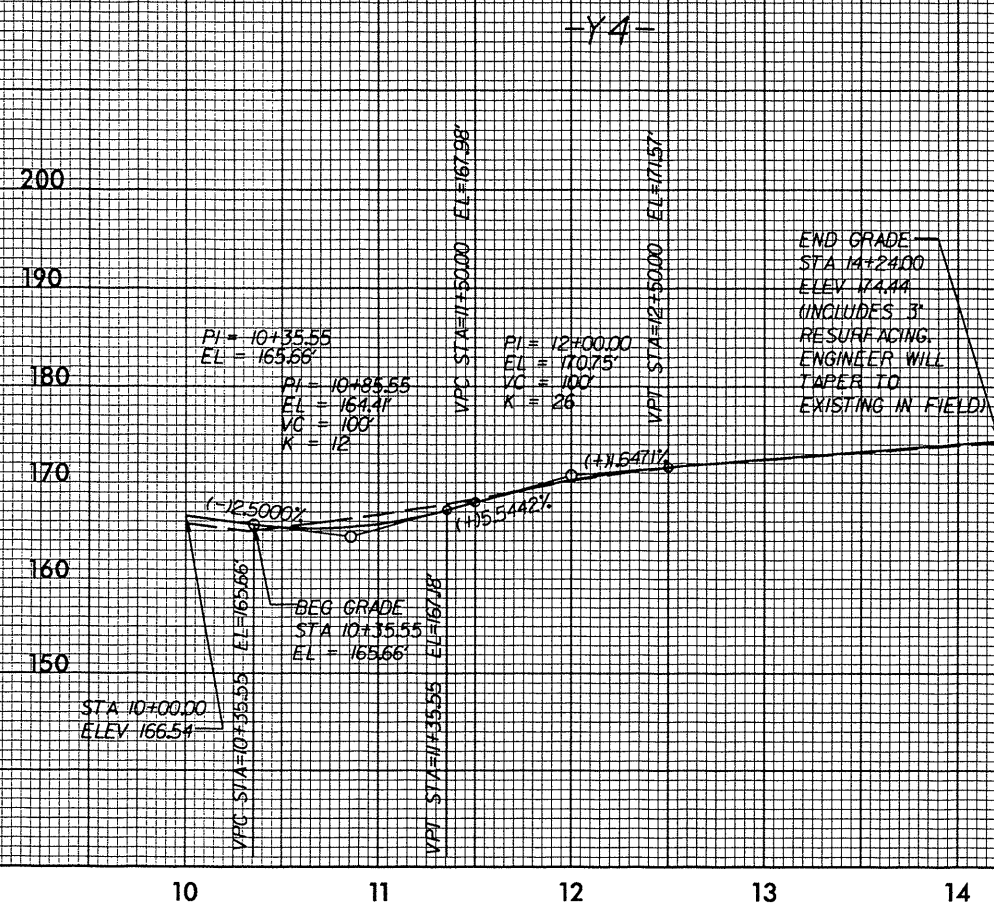 -Y4-
200
190
180
170
160
150
VPC STA=11+50.00 EL=167.98'
VPT STA=12+50.00 EL=171.57'
END GRADE
STA 14+24.00
ELEV 174.44
(INCLUDES 3"
RESURFACING.
ENGINEER WILL
TAPER TO
EXISTING IN FIELD)
PI = 10+35.55
EL = 165.66'
PI = 10+85.55
EL = 164.41'
VC = 100'
K = 12
PI = 12+00.00
EL = 170.75'
VC = 100'
K = 26
(-)2.5000%
(+)5.5442%
(+)1.6471%
BEG GRADE
STA 10+35.55
EL = 165.66'
STA 10+00.00
ELEV 166.54
VPC STA=10+35.55 EL=165.66'
VPT STA=11+35.55 EL=167.18'
10 11 12 13 14